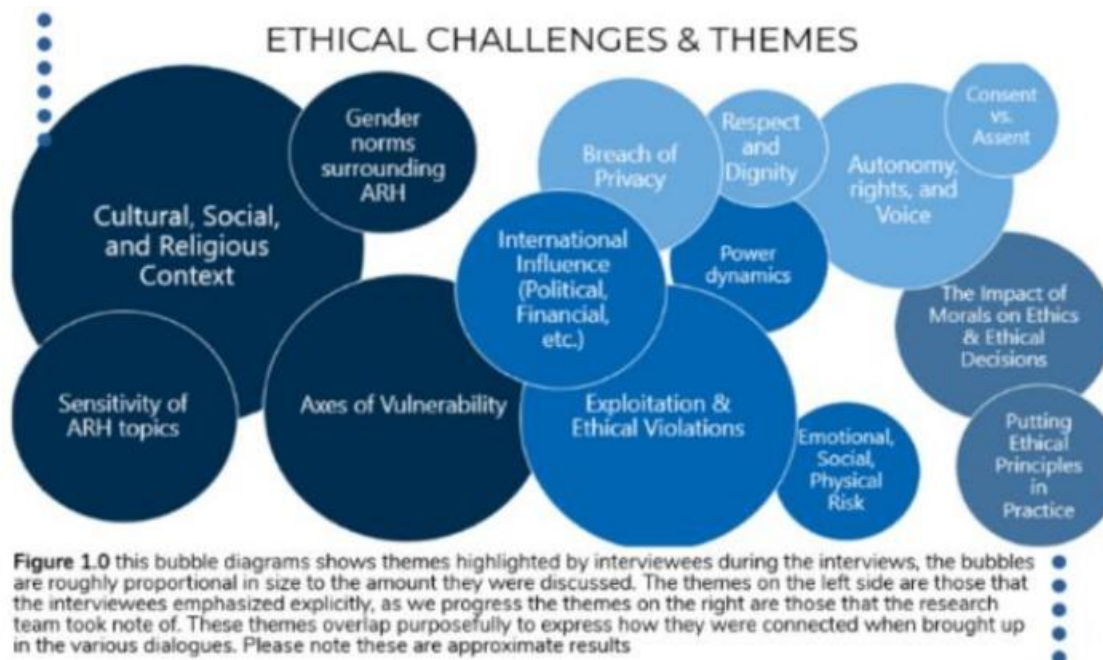 ETHICAL CHALLENGES & THEMES
Cultural, Social,
and Religious
Context
Gender
norms
surrounding
ARH
Sensitivity of
ARH topics
Axes of Vulnerability
International
Influence
(Political,
Financial,
etc.)
Breach of
Privacy
Respect
and
Dignity
Power
dynamics
Exploitation &
Ethical Violations
Emotional,
Social,
Physical
Risk
Autonomy,
rights, and
Voice
Consent
vs.
Assent
The Impact of
Morals on Ethics
& Ethical
Decisions
Putting
Ethical
Principles
in
Practice
Figure 1.0 this bubble diagrams shows themes highlighted by interviewees during the interviews, the bubbles
are roughly proportional in size to the amount they were discussed. The themes on the left side are those that
the interviewees emphasized explicitly, as we progress the themes on the right are those that the research
team took note of. These themes overlap purposefully to express how they were connected when brought up
in the various dialogues. Please note these are approximate results